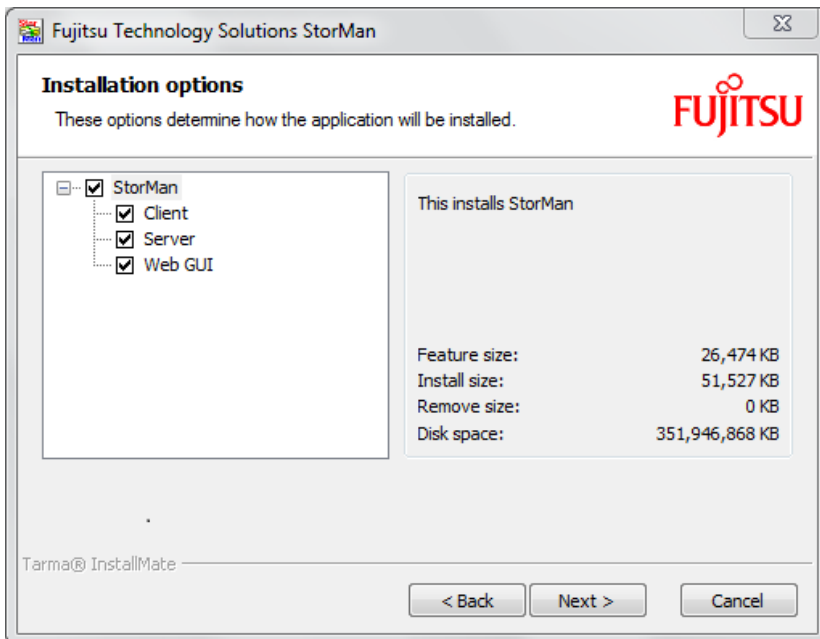 Fujitsu Technology Solutions StorMan
Installation options
These options determine how the application will be installed.
FUJITSU
StorMan
Client
Server
Web GUI
This installs StorMan
Feature size: 26,474 KB
Install size: 51,527 KB
Remove size: 0 KB
Disk space: 351,946,868 KB
Tarma® InstallMate
< Back Next > Cancel